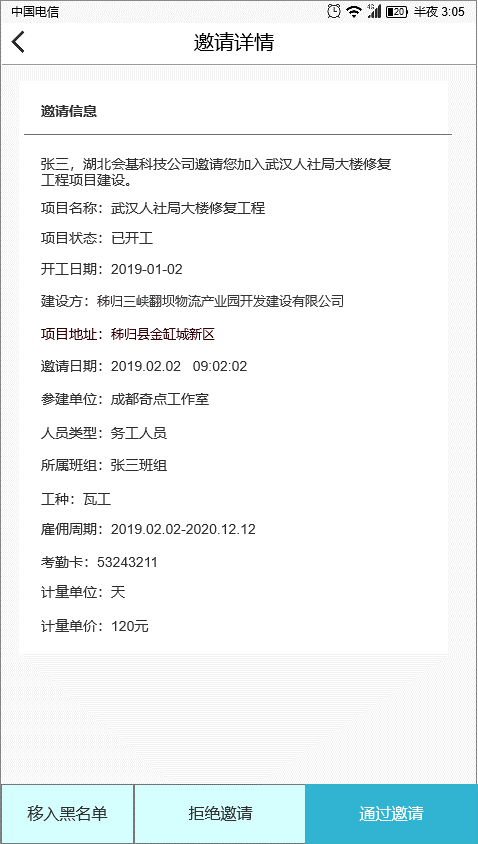 中国电信 4G 20 半夜 3:05
邀请详情
邀请信息
张三，湖北会基科技公司邀请您加入武汉人社局大楼修复
工程项目建设。
项目名称：武汉人社局大楼修复工程
项目状态：已开工
开工日期：2019-01-02
建设方：秭归三峡翻坝物流产业园开发建设有限公司
项目地址：秭归县金缸城新区
邀请日期：2019.02.02 09:02:02
参建单位：成都奇点工作室
人员类型：务工人员
所属班组：张三班组
工种：瓦工
雇佣周期：2019.02.02-2020.12.12
考勤卡：53243211
计量单位：天
计量单价：120元
移入黑名单 拒绝邀请 通过邀请